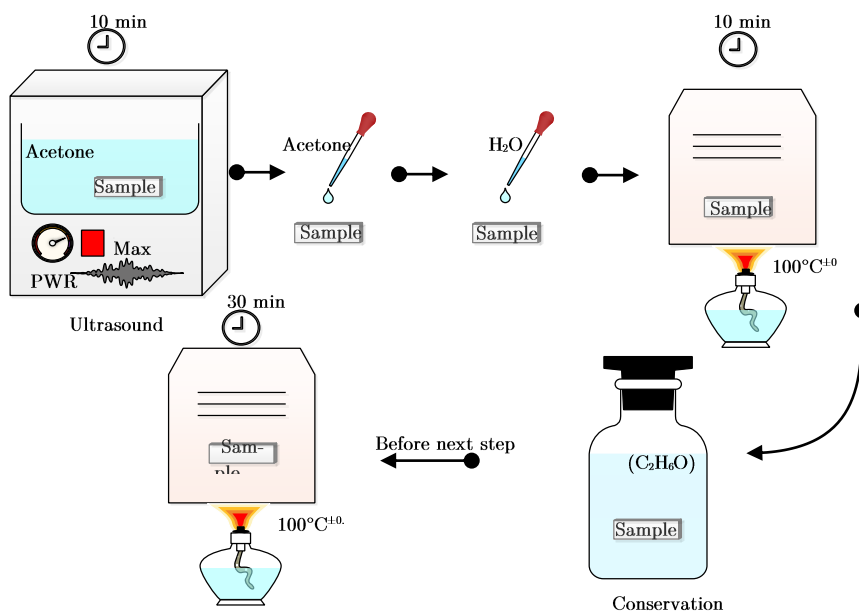 10 min
10 min
Acetone
Sample
Acetone
Sample
H₂O
Sample
Sample
100°C±0
Max
PWR
Ultrasound
30 min
Sam-
ple
100°C±0.
Before next step
(C₂H₆O)
Sample
Conservation